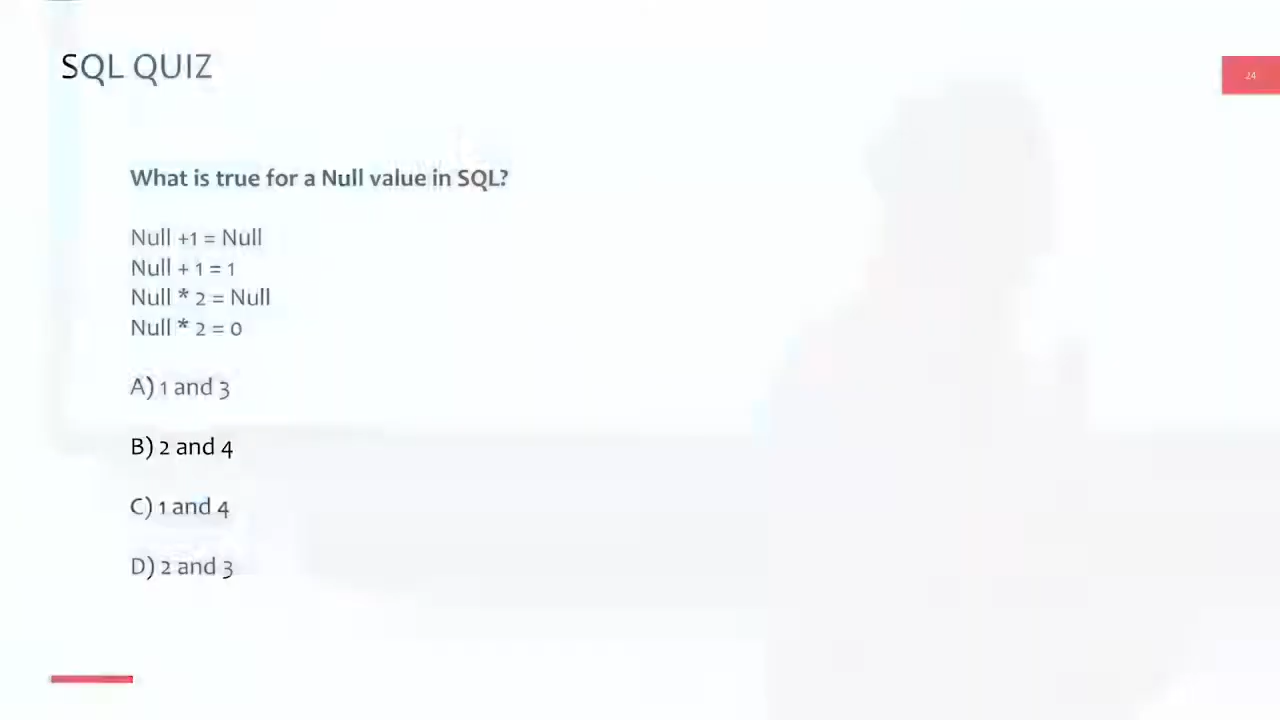 SQL QUIZ
24
What is true for a Null value in SQL?
Null +1 = Null
Null + 1 = 1
Null * 2 = Null
Null * 2 = 0
A) 1 and 3
B) 2 and 4
C) 1 and 4
D) 2 and 3